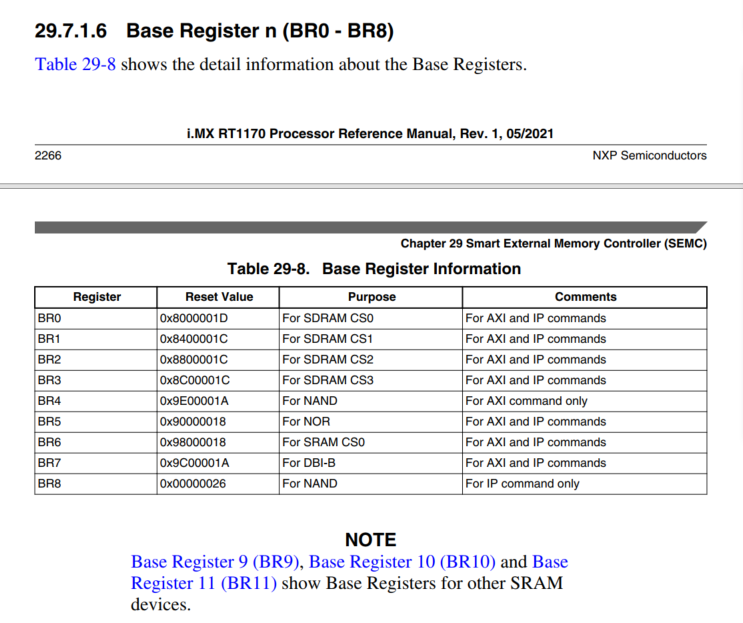 29.7.1.6 Base Register n (BR0 - BR8)
Table 29-8 shows the detail information about the Base Registers.
i.MX RT1170 Processor Reference Manual, Rev. 1, 05/2021
2266 NXP Semiconductors
Chapter 29 Smart External Memory Controller (SEMC)
Table 29-8. Base Register Information
Register Reset Value Purpose Comments
BR0 0x8000001D For SDRAM CS0 For AXI and IP commands
BR1 0x8400001C For SDRAM CS1 For AXI and IP commands
BR2 0x8800001C For SDRAM CS2 For AXI and IP commands
BR3 0x8C00001C For SDRAM CS3 For AXI and IP commands
BR4 0x9E00001A For NAND For AXI command only
BR5 0x90000018 For NOR For AXI and IP commands
BR6 0x98000018 For SRAM CS0 For AXI and IP commands
BR7 0x9C00001A For DBI-B For AXI and IP commands
BR8 0x00000026 For NAND For IP command only
NOTE
Base Register 9 (BR9), Base Register 10 (BR10) and Base
Register 11 (BR11) show Base Registers for other SRAM
devices.